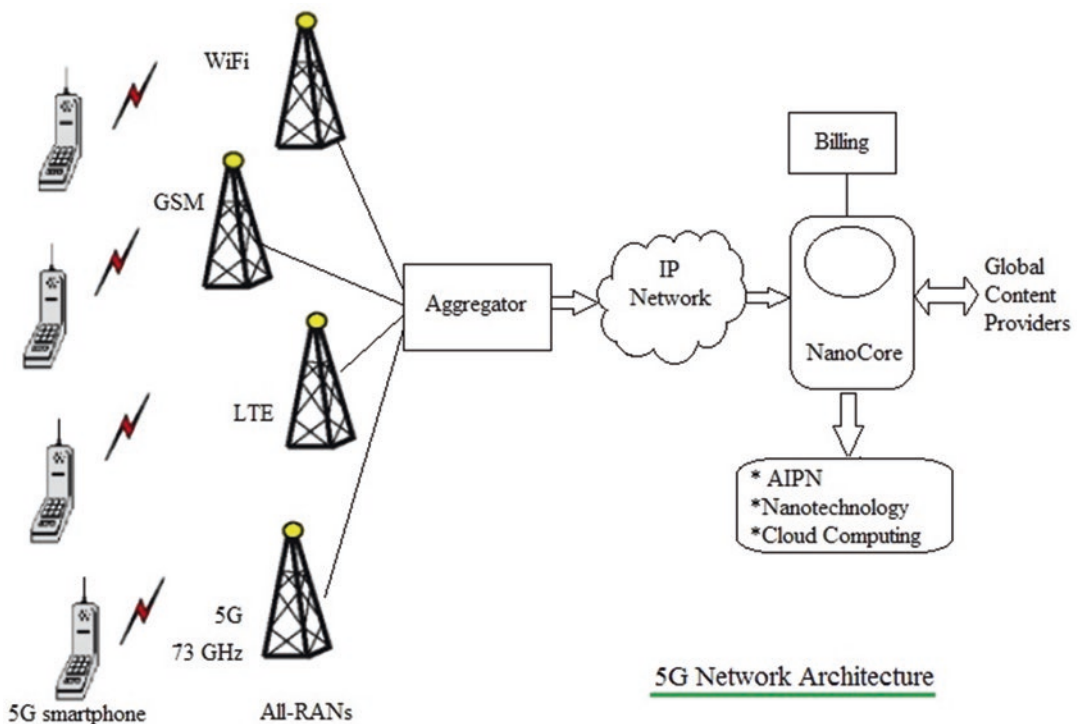 WiFi
GSM
LTE
5G
73 GHz
5G smartphone
All-RANs
Aggregator
IP
Network
Billing
NanoCore
Global
Content
Providers
* AIPN
*Nanotechnology
*Cloud Computing
5G Network Architecture